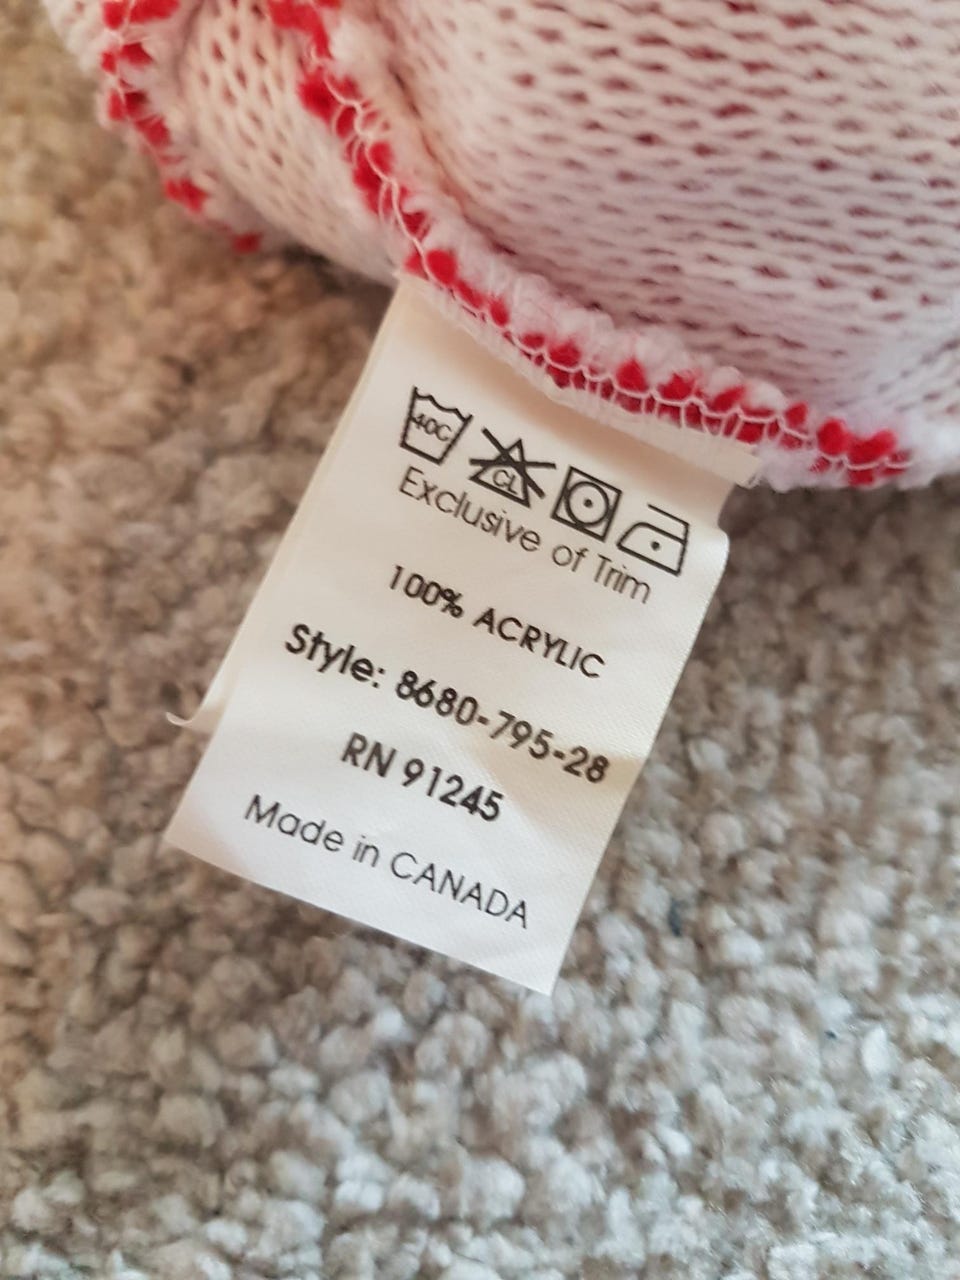 40C CL
Exclusive of Trim
100% ACRYLIC
Style: 8680-795-28
RN 91245
Made in CANADA